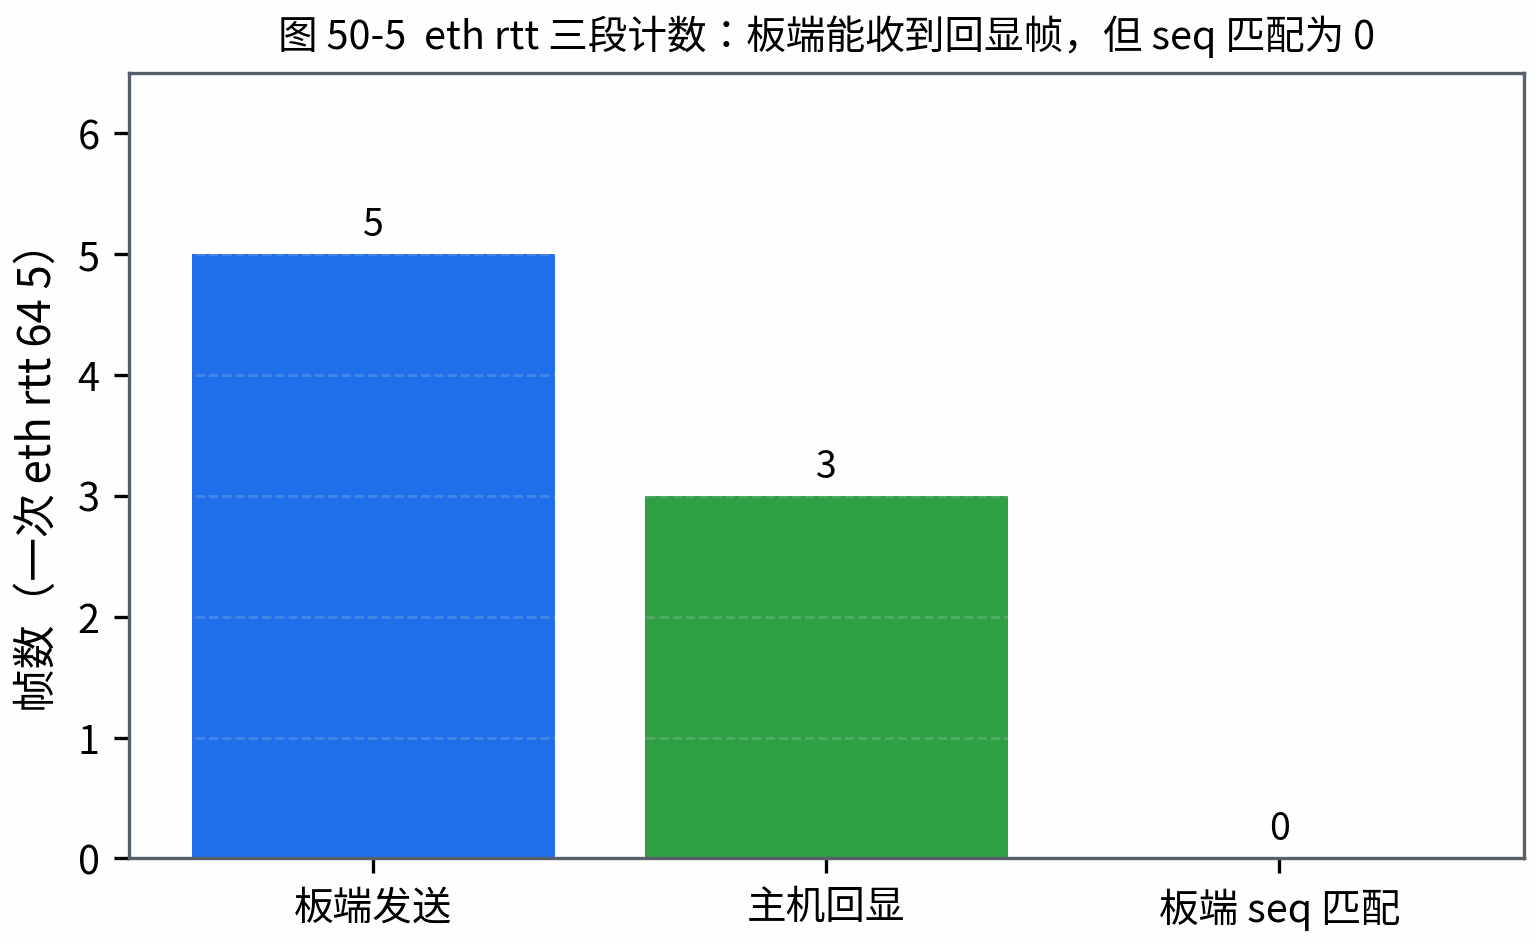 图 50-5 eth rtt 三段计数：板端能收到回显帧，但 seq 匹配为 0
帧数（一次 eth rtt 64 5）
6
5
4
3
2
1
0
5
3
0
板端发送
主机回显
板端 seq 匹配